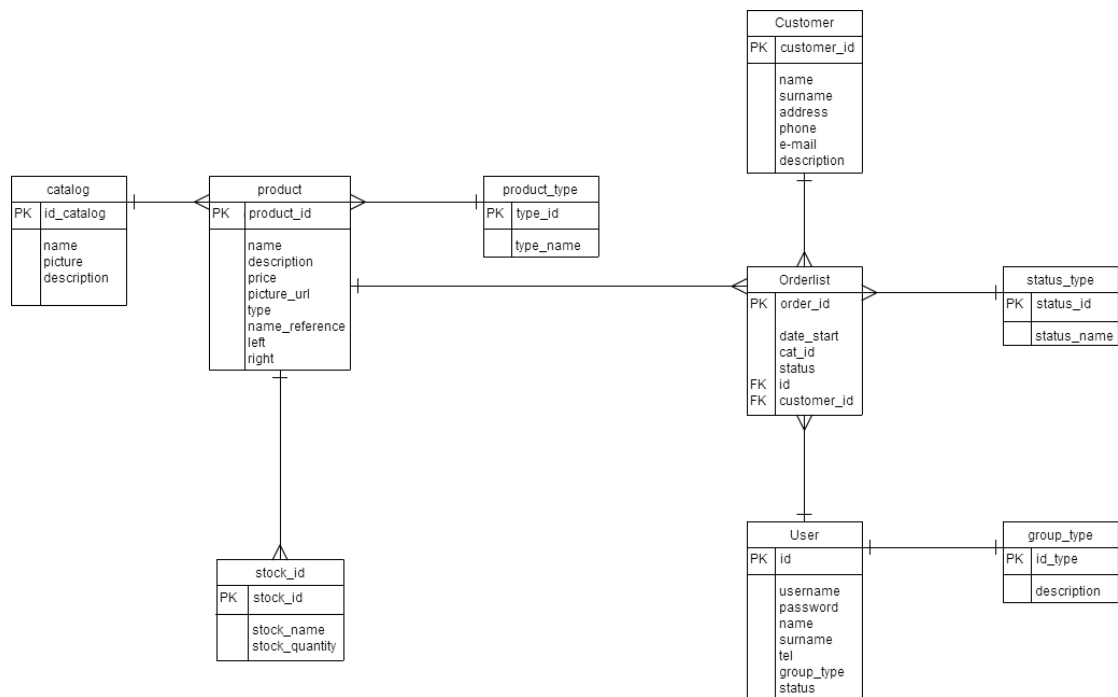 Customer
PK customer_id
name
surname
address
phone
e-mail
description
catalog
PK id_catalog
name
picture
description
product
PK product_id
name
description
price
picture_url
type
name_reference
left
right
product_type
PK type_id
type_name
Orderlist
PK order_id
date_start
cat_id
status
FK id
FK customer_id
status_type
PK status_id
status_name
stock_id
PK stock_id
stock_name
stock_quantity
User
PK id
username
password
name
surname
tel
group_type
status
group_type
PK id_type
description